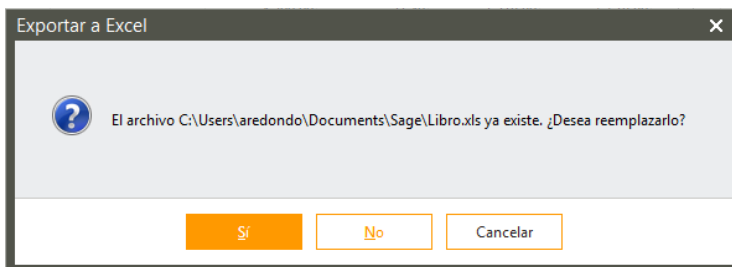 Exportar a Excel
El archivo C:\Users\aredondo\Documents\Sage\Libro.xls ya existe. ¿Desea reemplazarlo?
Sí
No
Cancelar